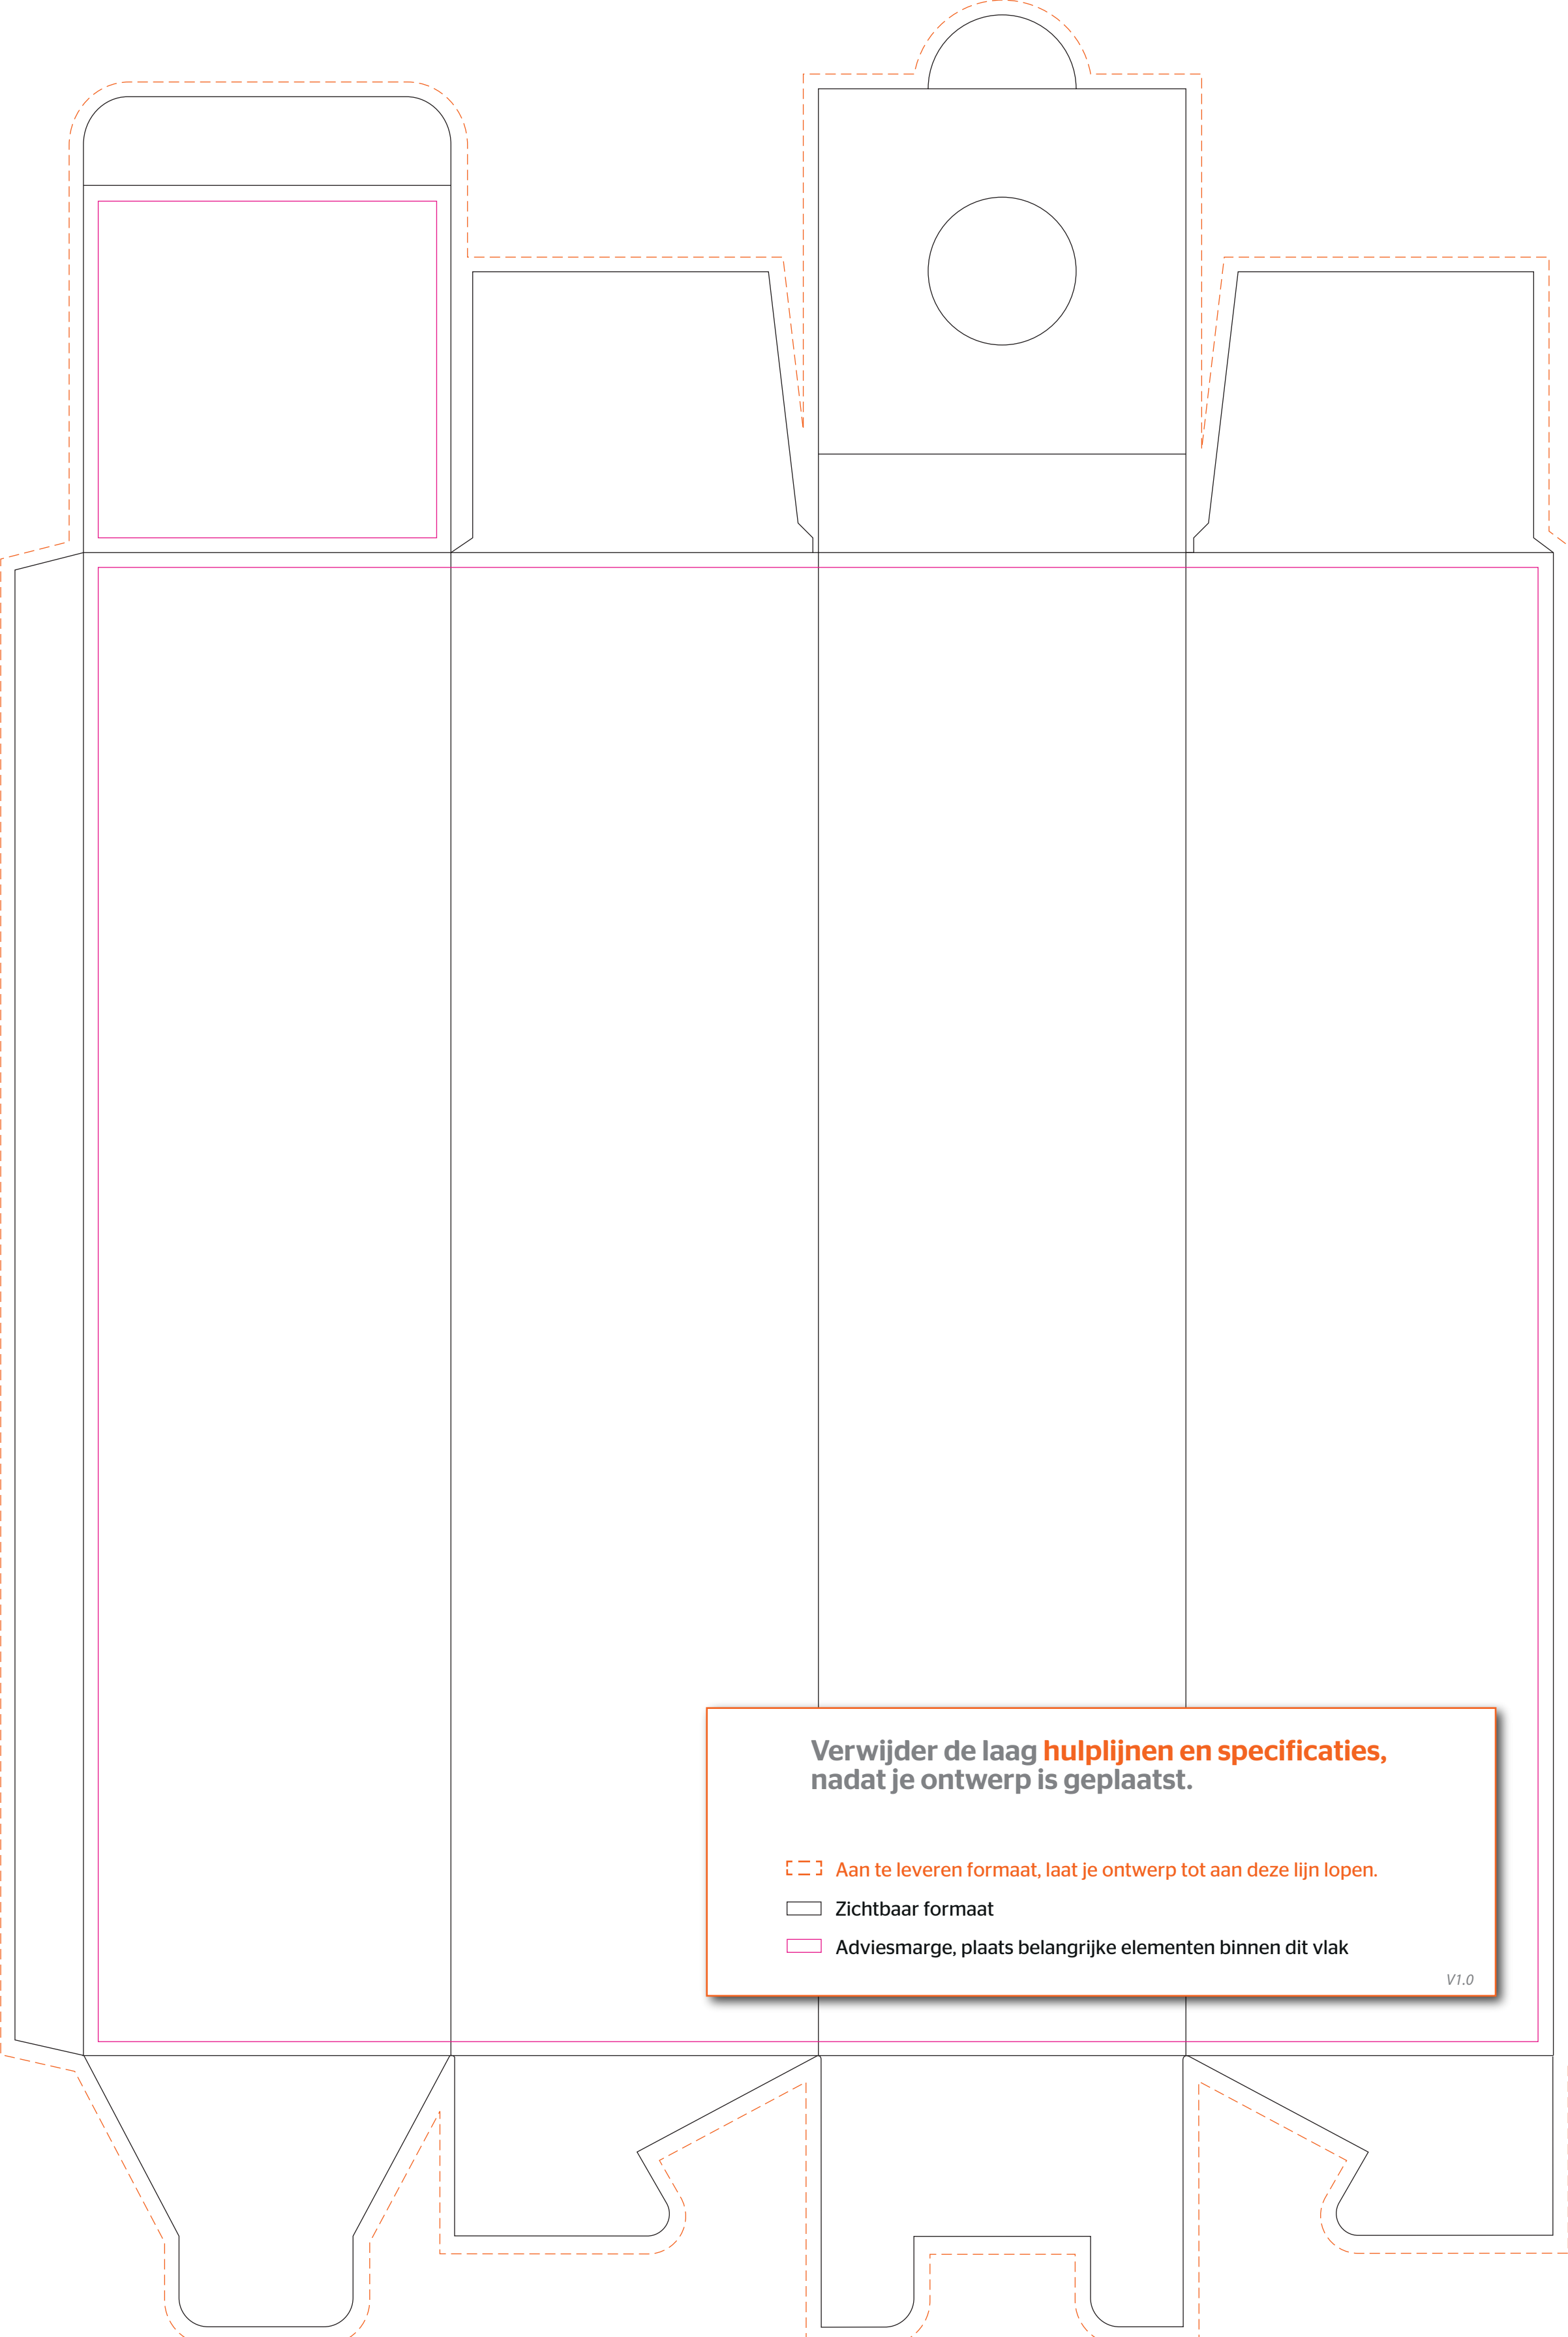 Verwijder de laag hulplijnen en specificaties,
nadat je ontwerp is geplaatst.
Aan te leveren formaat, laat je ontwerp tot aan deze lijn lopen.
Zichtbaar formaat
Adviesmarge, plaats belangrijke elementen binnen dit vlak
V1.0